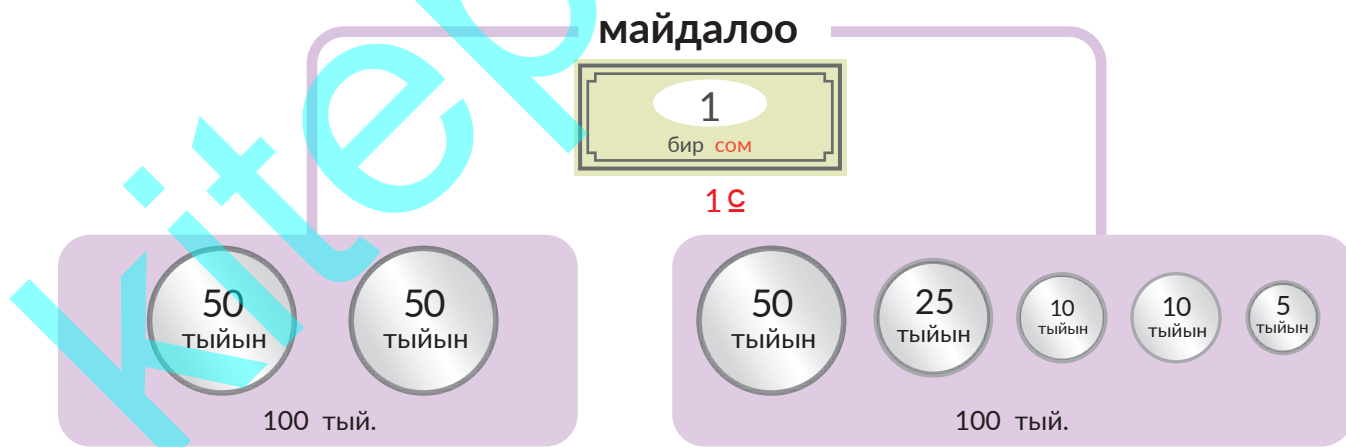 майдалоо
1
бир сом
1 с
50
тыйын
50
тыйын
100 тый.
50
тыйын
25
тыйын
10
тыйын
10
тыйын
5
тыйын
100 тый.
kitep